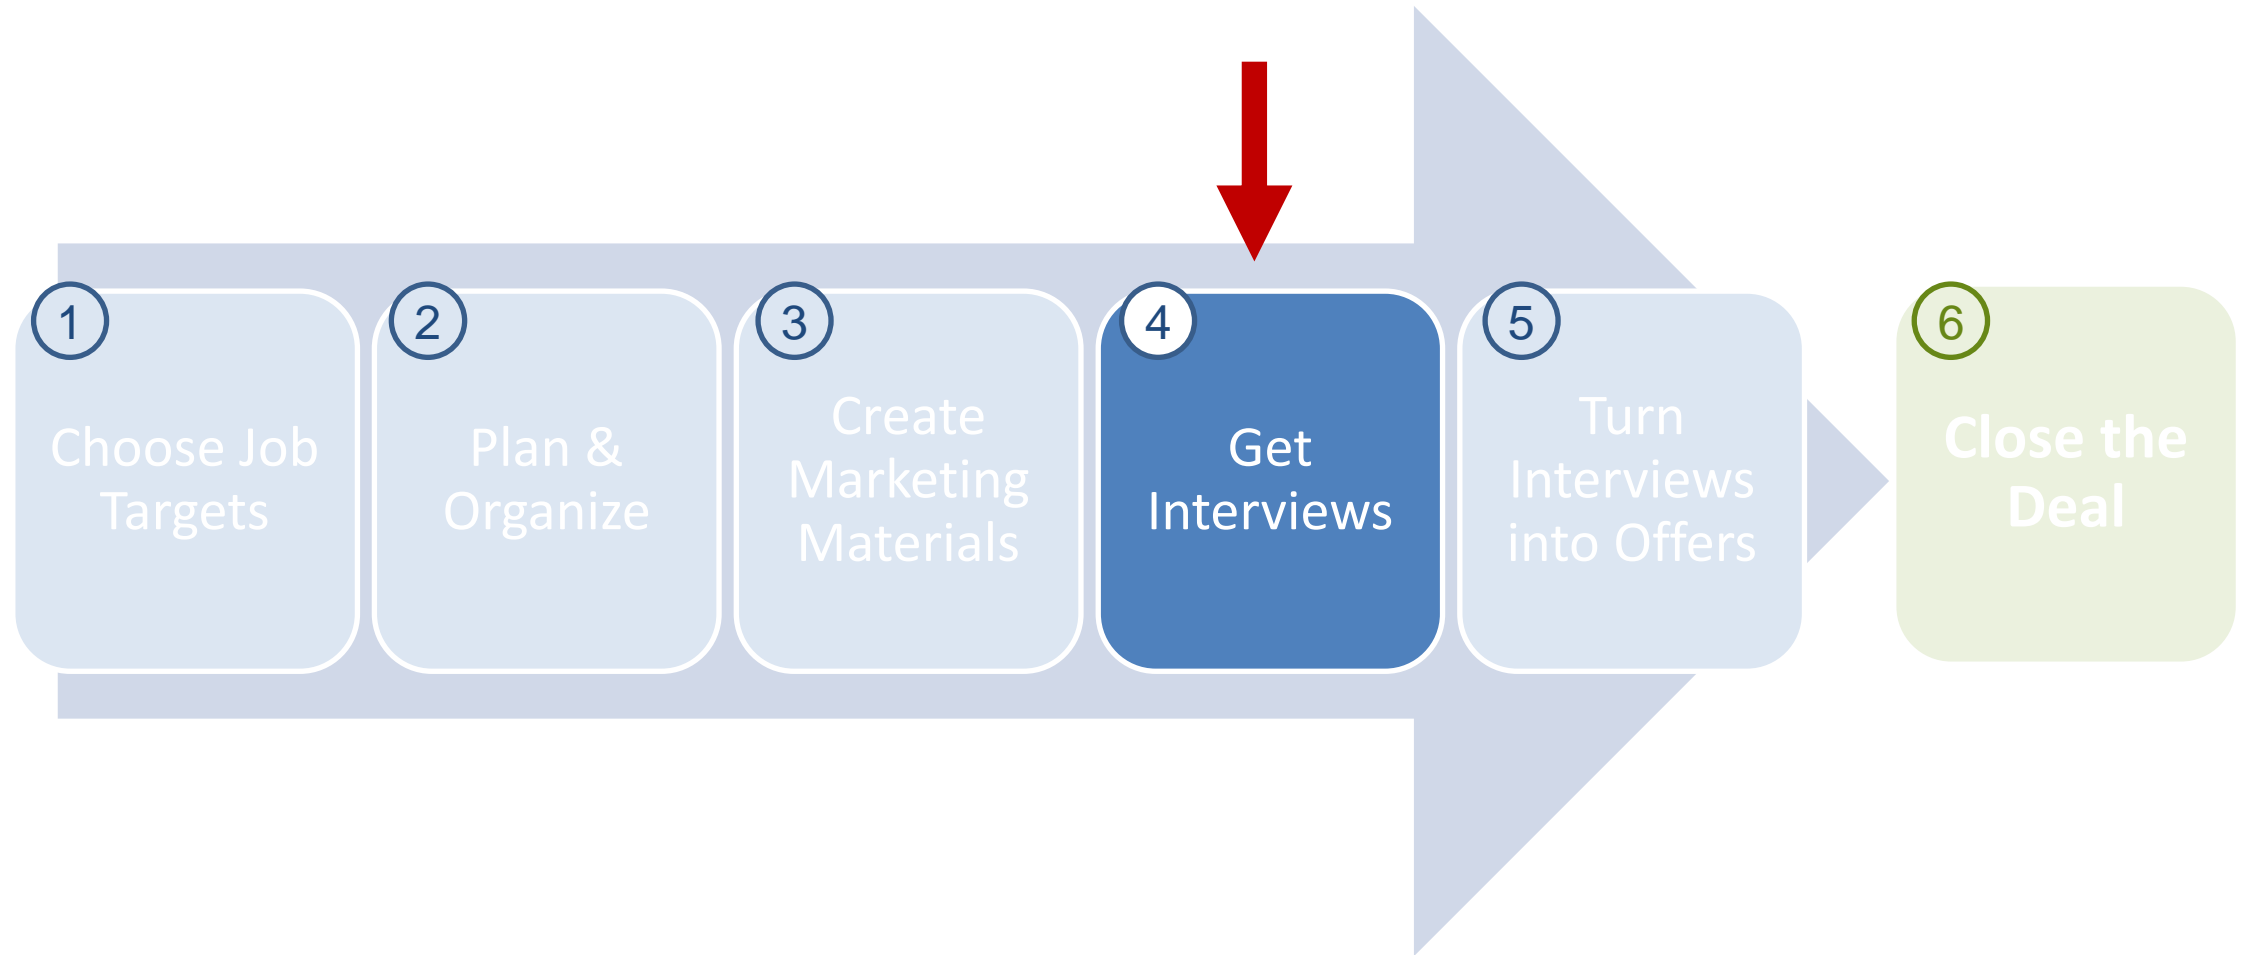 1
Choose Job
Targets
2
Plan &
Organize
3
Create
Marketing
Materials
4
Get
Interviews
5
Turn
Interviews
into Offers
6
Close the
Deal